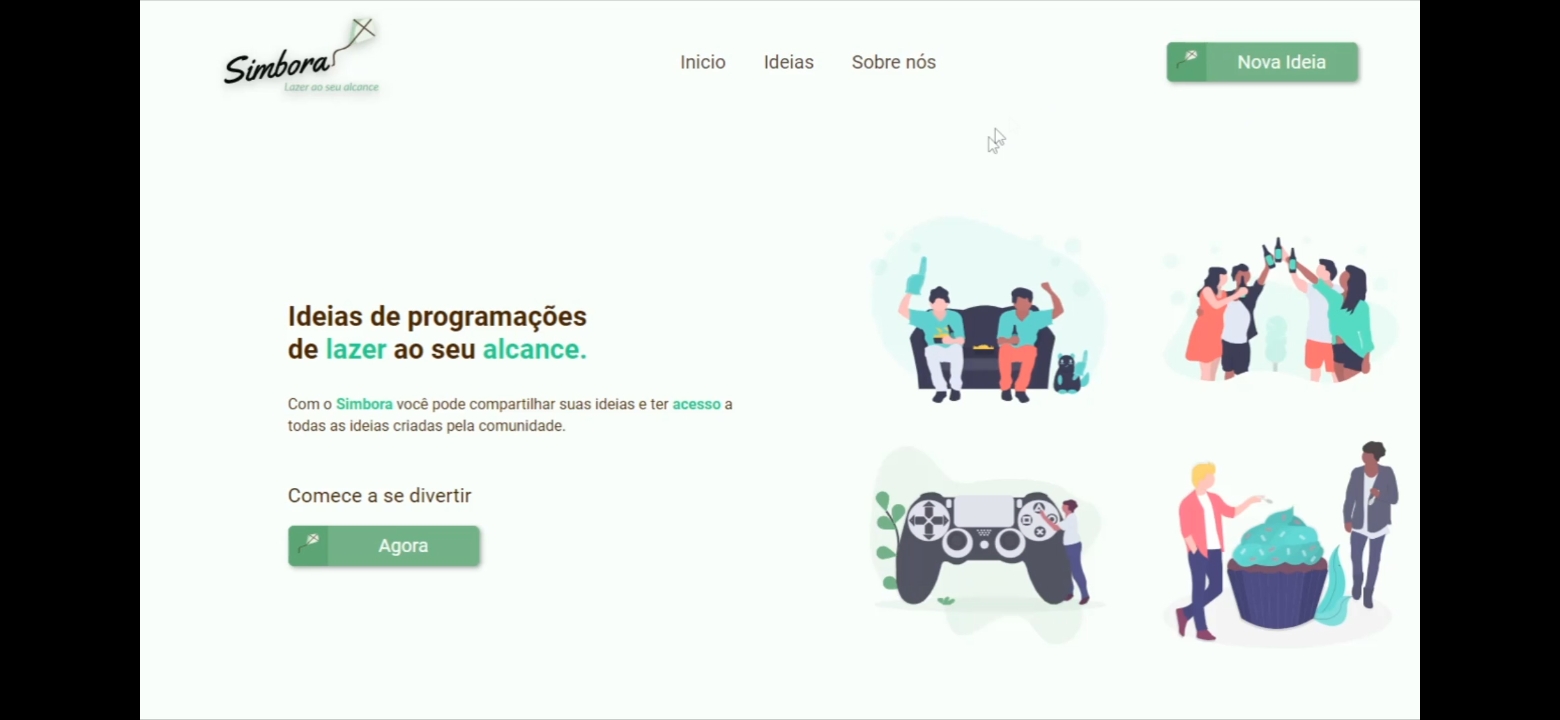 Simbora
Lazer ao seu alcance
Inicio
Ideias
Sobre nós
Nova Ideia
Ideias de programações
de lazer ao seu alcance.
Com o Simbora você pode compartilhar suas ideias e ter acesso a
todas as ideias criadas pela comunidade.
Comece a se divertir
Agora